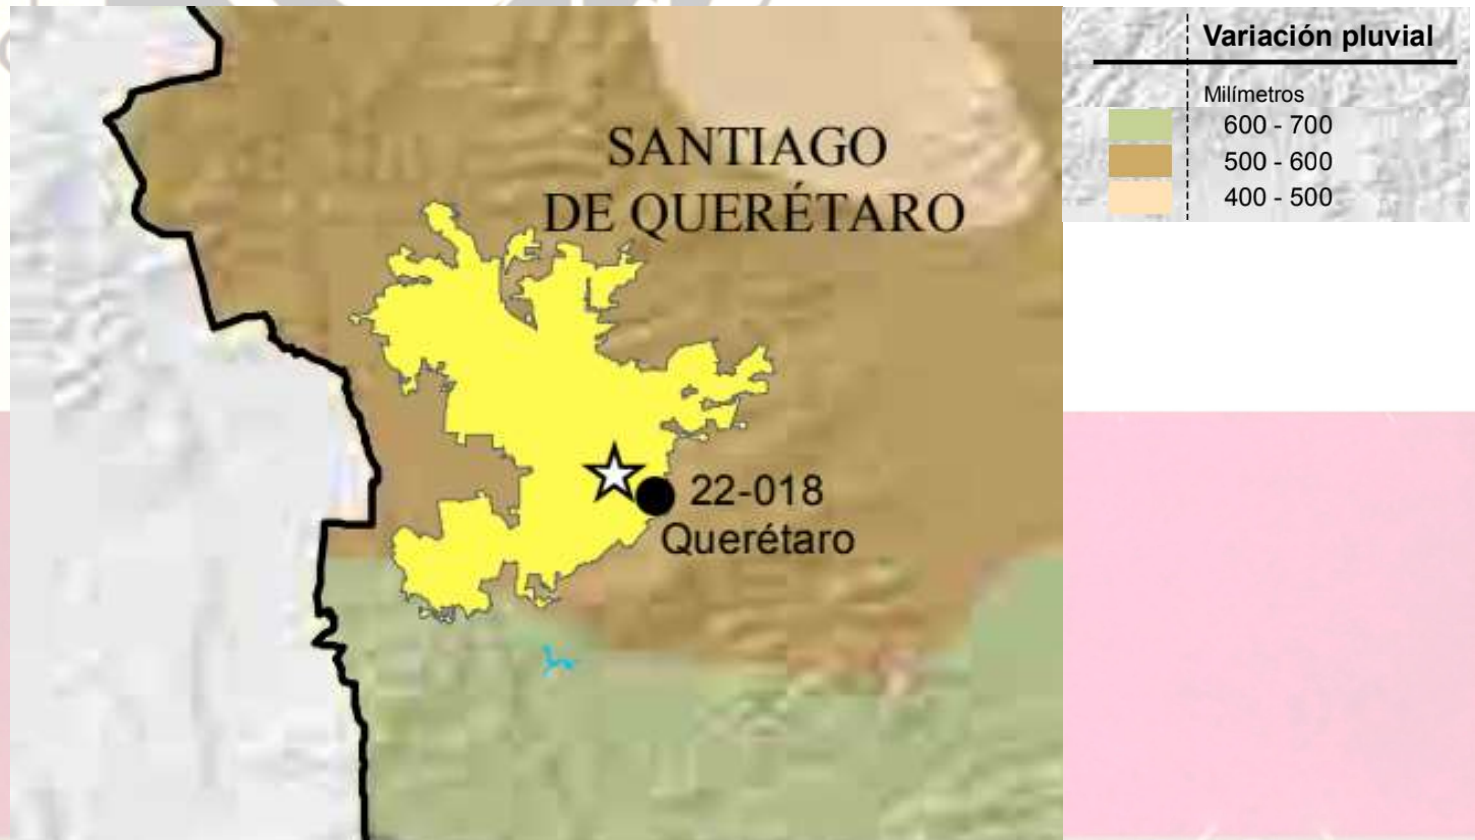 SANTIAGO
DE QUERÉTARO
22-018
Querétaro
Variación pluvial
Milímetros
600 - 700
500 - 600
400 - 500